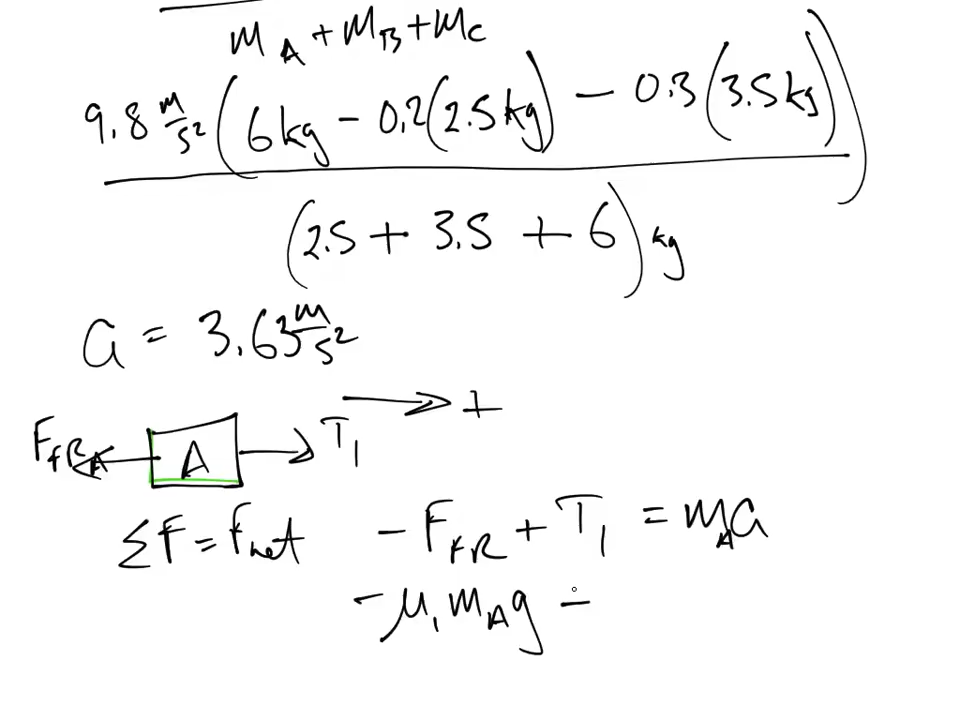 m_A + m_B + m_C
9.8 m/s² (6kg - 0.2(2.5kg) - 0.3(3.5kg))
(2.5 + 3.5 + 6) kg
a = 3.63 m/s²
F_fRA A T_1 +
ΣF = Fnet -F_FR + T_1 = m_A a
-μ_1 m_A g -